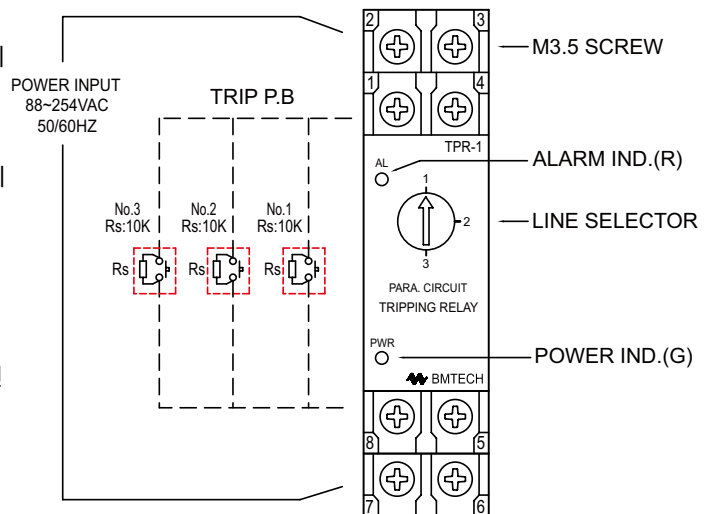 2 3
M3.5 SCREW
POWER INPUT
88~254VAC
50/60HZ
TRIP P.B
1 4
TPR-1
AL
ALARM IND.(R)
1
2
3
LINE SELECTOR
No.3
Rs:10K
No.2
Rs:10K
No.1
Rs:10K
Rs
Rs
Rs
PARA. CIRCUIT
TRIPPING RELAY
PWR
POWER IND.(G)
BMTECH
8 5
7 6